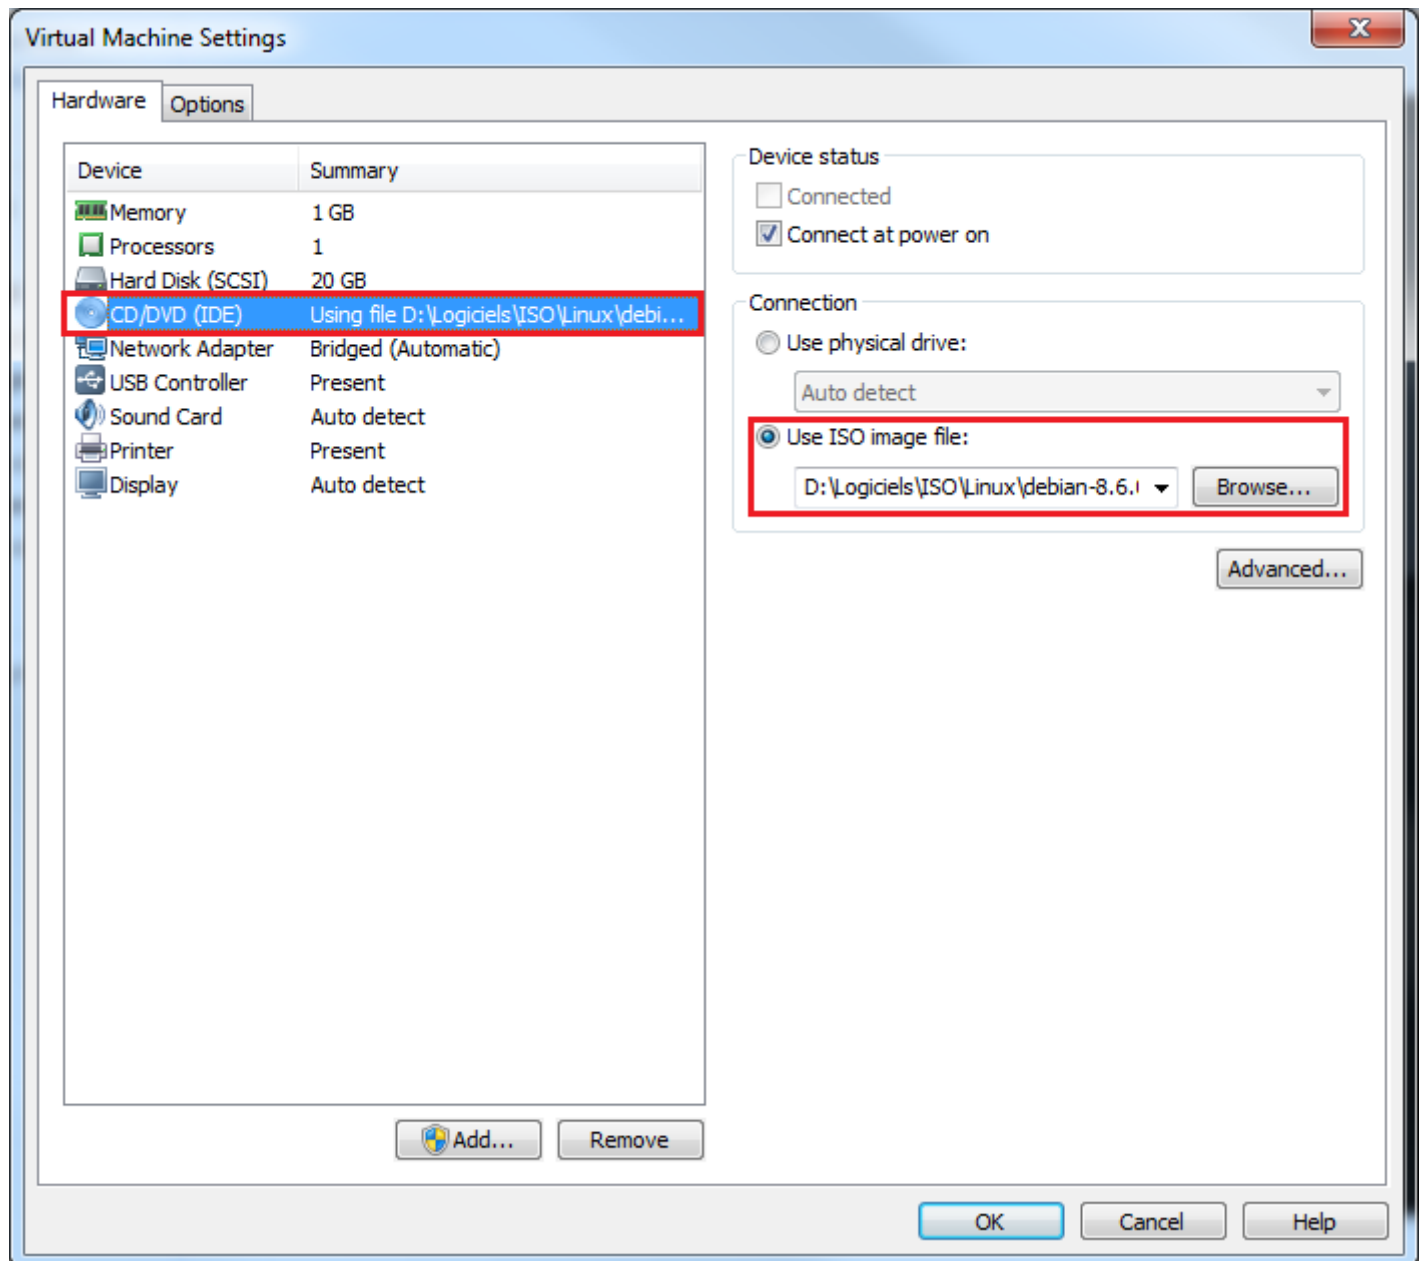 Virtual Machine Settings
Hardware Options
Device Summary
Memory 1 GB
Processors 1
Hard Disk (SCSI) 20 GB
CD/DVD (IDE) Using file D:\Logiciels\ISO\Linux\debi...
Network Adapter Bridged (Automatic)
USB Controller Present
Sound Card Auto detect
Printer Present
Display Auto detect
Add... Remove
Device status
Connected
Connect at power on
Connection
Use physical drive:
Auto detect
Use ISO image file:
D:\Logiciels\ISO\Linux\debian-8.6. Browse...
Advanced...
OK Cancel Help